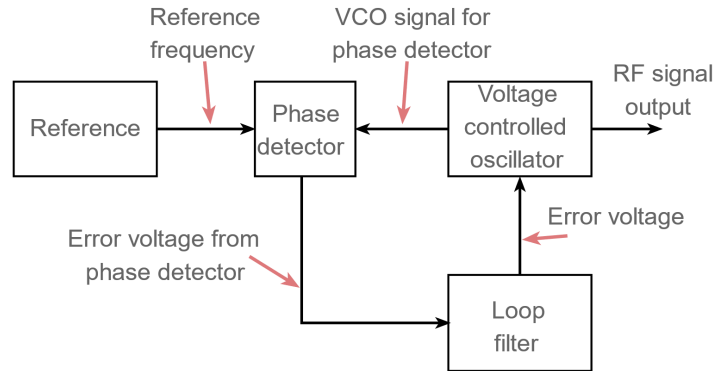 Reference
frequency
VCO signal for
phase detector
RF signal
output
Reference
Phase
detector
Voltage
controlled
oscillator
Error voltage from
phase detector
Error voltage
Loop
filter